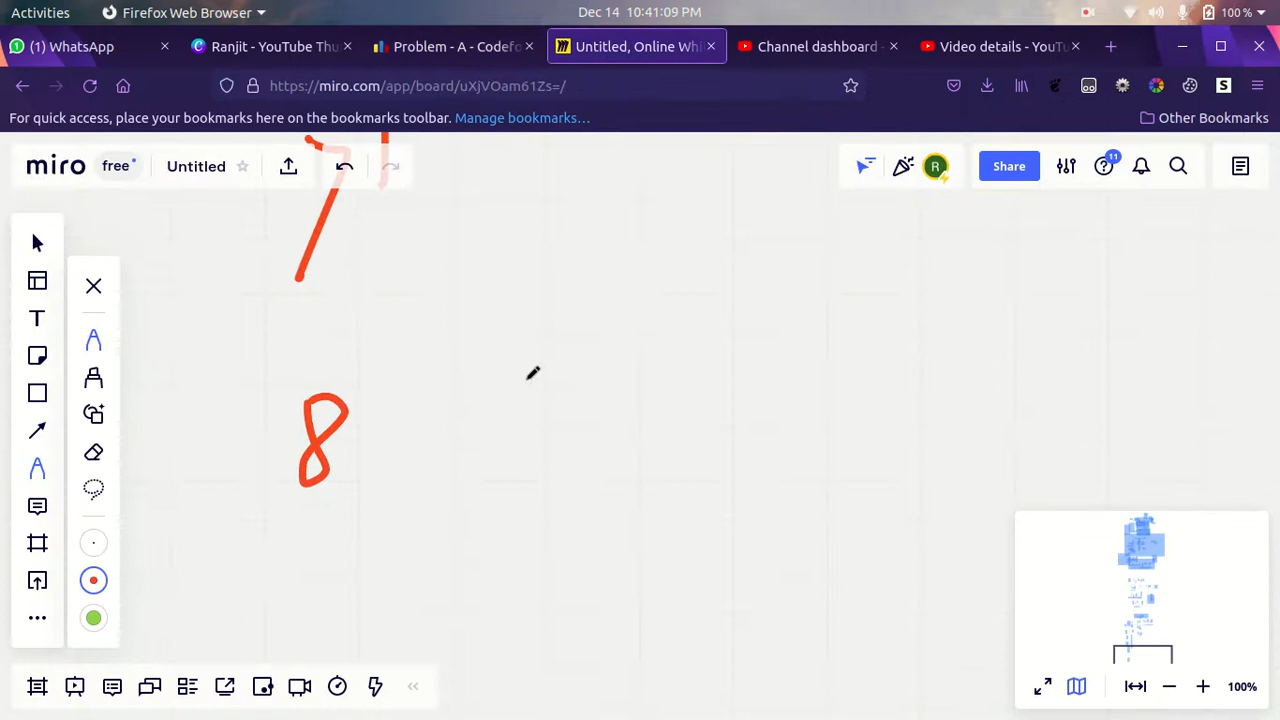 Activities Firefox Web Browser Dec 14 10:41:09 PM 100 %
(1) WhatsApp Ranjit - YouTube Thu Problem - A - Codefo Untitled, Online Whi Channel dashboard - Video details - YouTu
https://miro.com/app/board/uXjVOam61Zs=/ S
For quick access, place your bookmarks here on the bookmarks toolbar. Manage bookmarks… Other Bookmarks
miro free Untitled R Share 11
7
T
8
100%